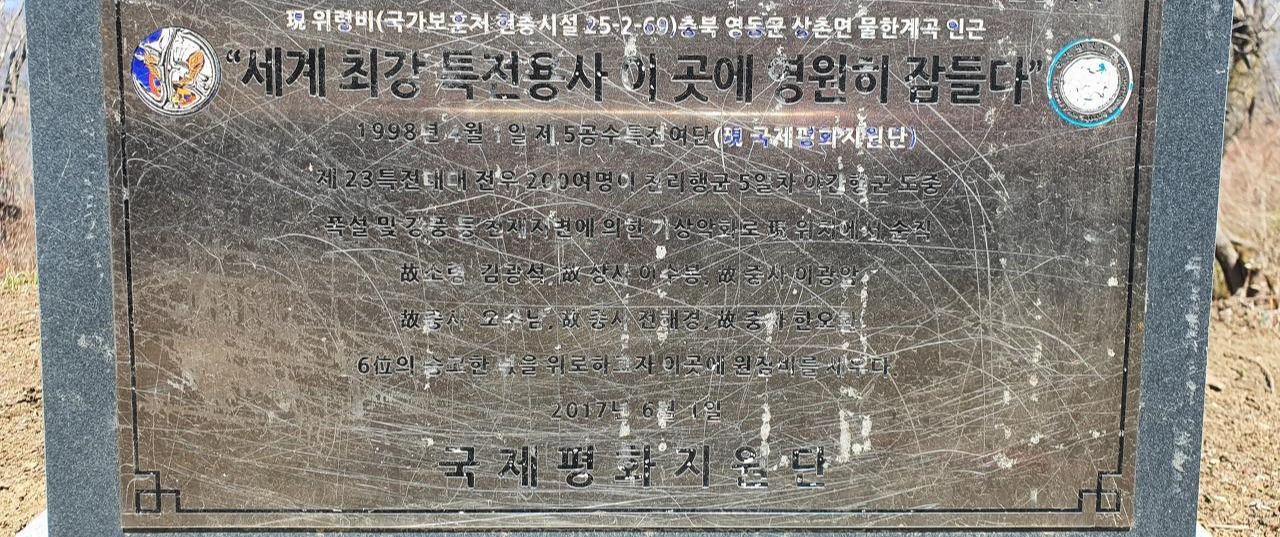 現 위령비(국가보훈처 현충시설 25-2-69)충북 영동군 상촌면 물한계곡 인근
“세계 최강 특전용사 이 곳에 영원히 잠들다”
1998년 4월 1일 제 5공수특전여단(現 국제평화지원단)
제 23특전대대 전우 200여명이 천리행군 5일차 야간행군 도중
폭설 및 강풍 등 천재지변에 의한 기상악화로 現 위치에서 순직
故 소령 김광석, 故 상사 이수봉, 故 중사 이광암
故 중사 오수남, 故 중사 전해경, 故 중사 한오환
6位의 숭고한 넋을 위로하고자 이곳에 원점비를 세우다
2017년 6월 1일
국제평화지원단